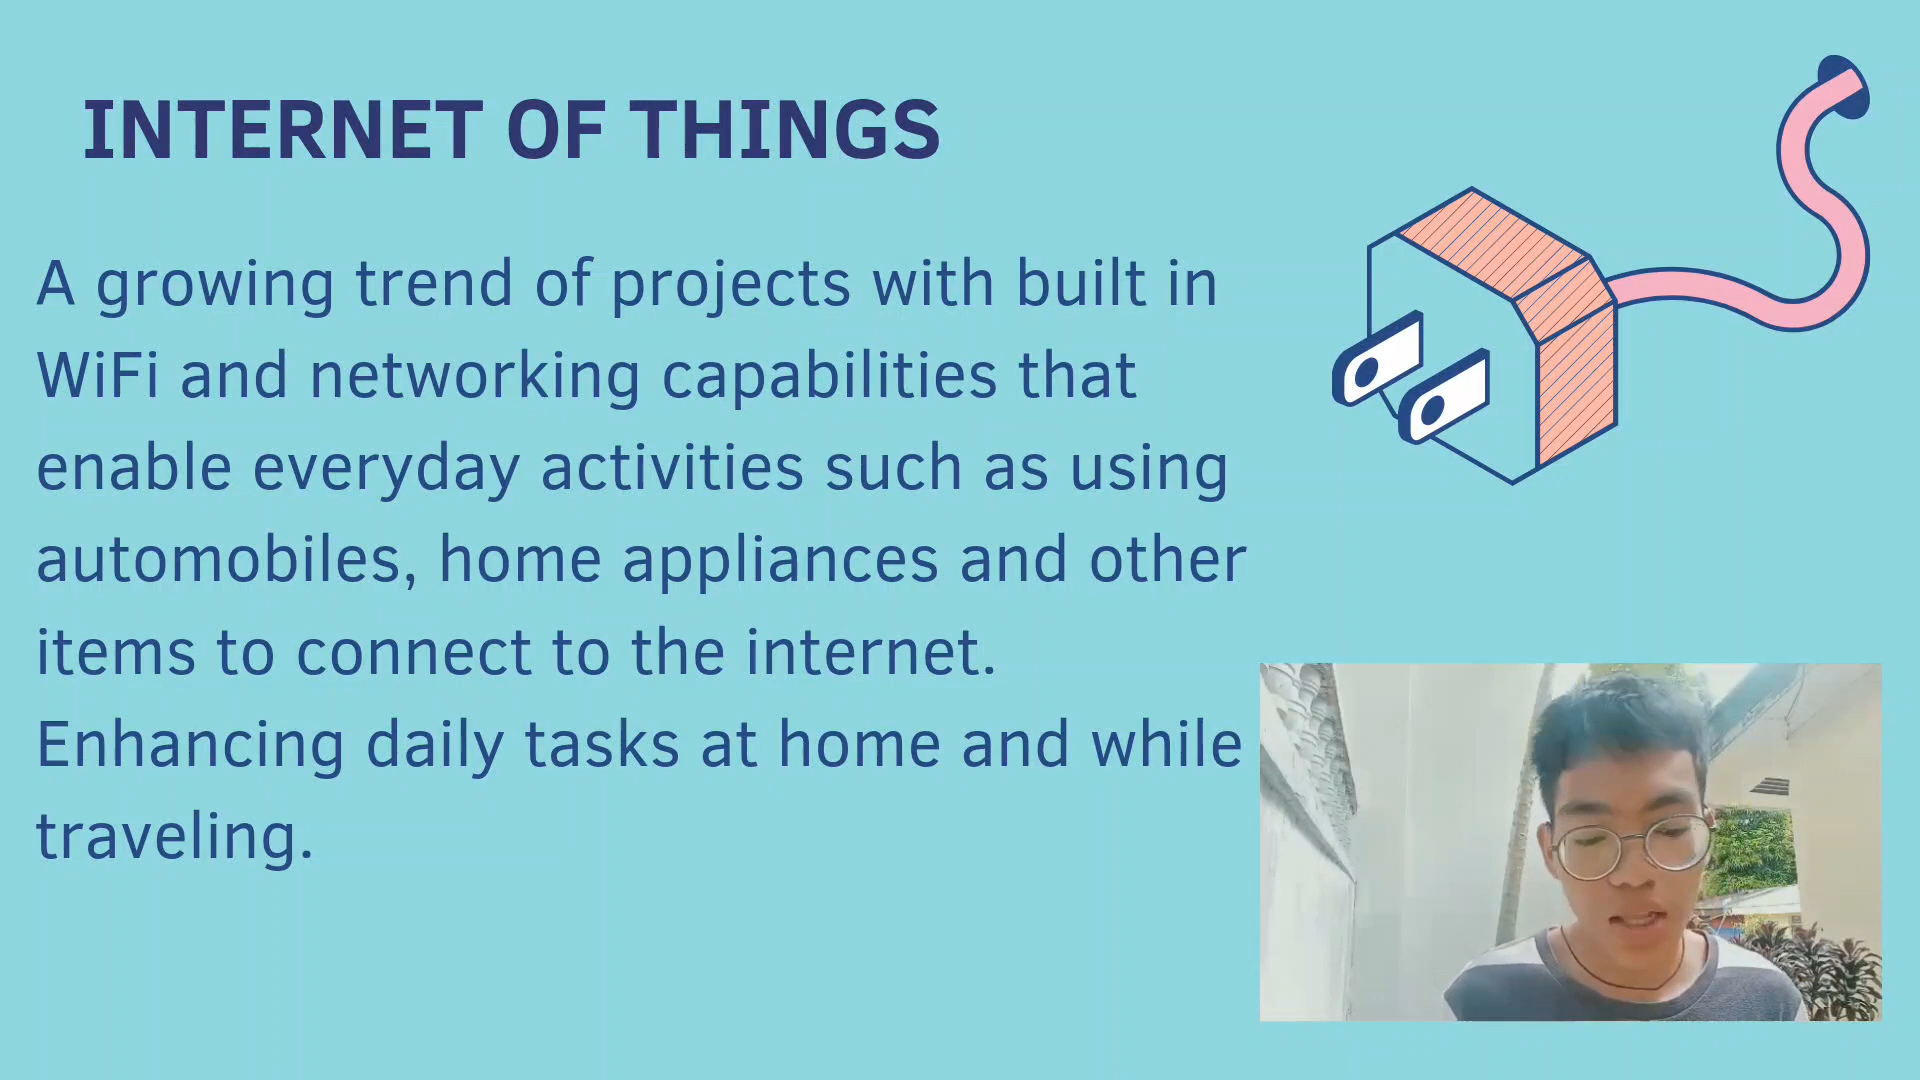 INTERNET OF THINGS
A growing trend of projects with built in
WiFi and networking capabilities that
enable everyday activities such as using
automobiles, home appliances and other
items to connect to the internet.
Enhancing daily tasks at home and while
traveling.